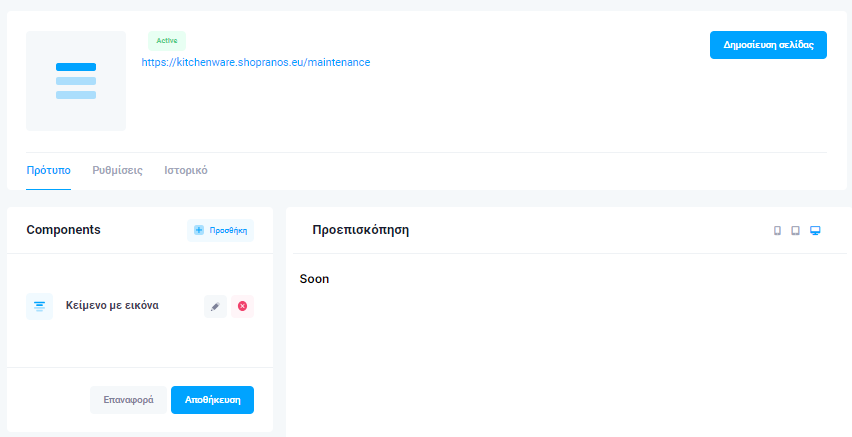 Active
https://kitchenware.shopranos.eu/maintenance
Δημοσίευση σελίδας
Πρότυπο Ρυθμίσεις Ιστορικό
Components
Προσθήκη
Κείμενο με εικόνα
Επαναφορά Αποθήκευση
Προεπισκόπηση
Soon